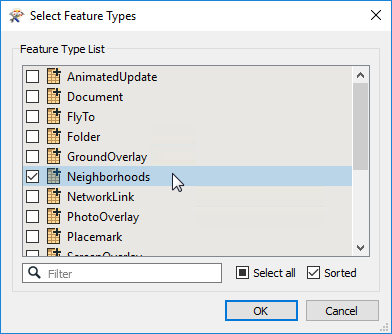 Select Feature Types
Feature Type List
AnimatedUpdate
Document
FlyTo
Folder
GroundOverlay
Neighborhoods
NetworkLink
PhotoOverlay
Placemark
ScreenOverlay
Filter
Select all
Sorted
OK
Cancel